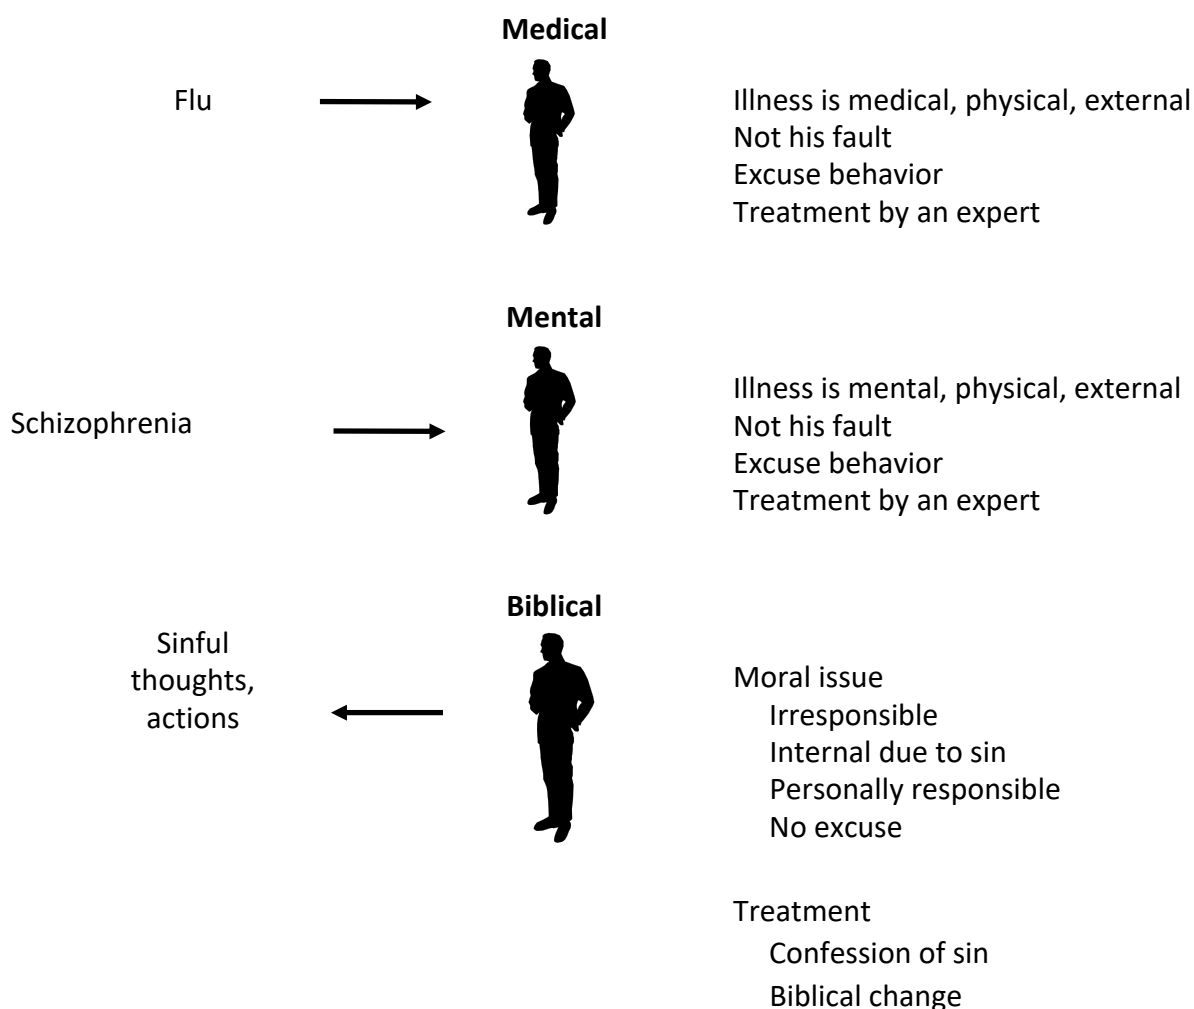 Medical
Flu
Illness is medical, physical, external
Not his fault
Excuse behavior
Treatment by an expert
Mental
Schizophrenia
Illness is mental, physical, external
Not his fault
Excuse behavior
Treatment by an expert
Biblical
Sinful
thoughts,
actions
Moral issue
Irresponsible
Internal due to sin
Personally responsible
No excuse
Treatment
Confession of sin
Biblical change